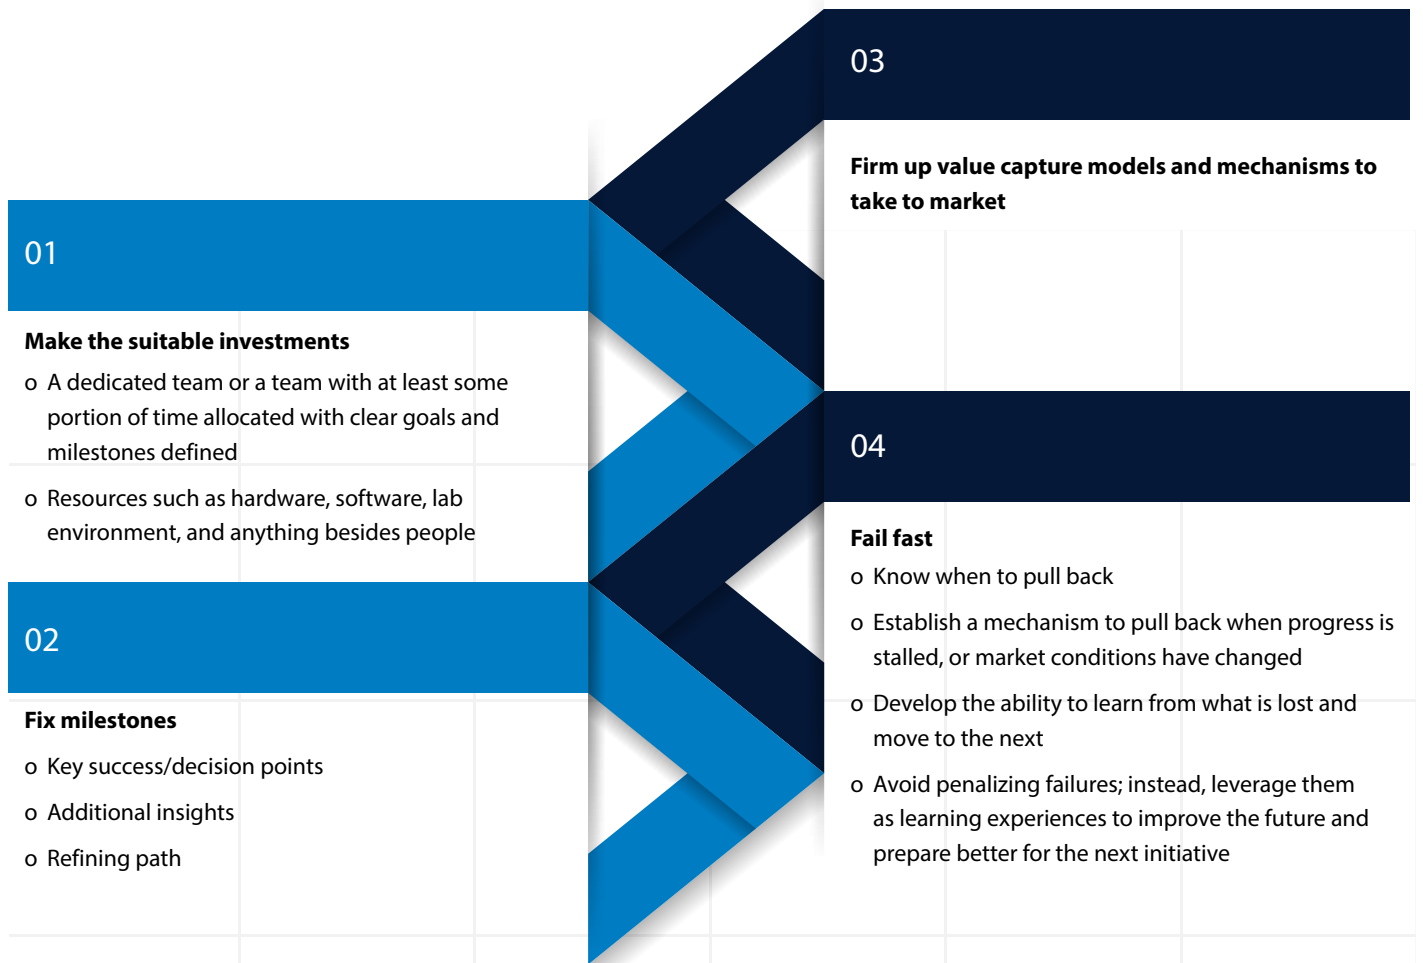 01
Make the suitable investments
o A dedicated team or a team with at least some
portion of time allocated with clear goals and
milestones defined
o Resources such as hardware, software, lab
environment, and anything besides people
02
Fix milestones
o Key success/decision points
o Additional insights
o Refining path
03
Firm up value capture models and mechanisms to
take to market
04
Fail fast
o Know when to pull back
o Establish a mechanism to pull back when progress is
stalled, or market conditions have changed
o Develop the ability to learn from what is lost and
move to the next
o Avoid penalizing failures; instead, leverage them
as learning experiences to improve the future and
prepare better for the next initiative